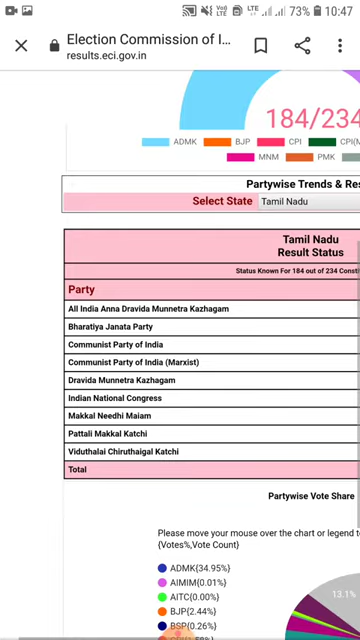 73% 10:47
Election Commission of I...
results.eci.gov.in
184/234
ADMK BJP CPI CPI(M
MNM PMK
Partywise Trends & Res
Select State Tamil Nadu
Tamil Nadu
Result Status
Status Known For 184 out of 234 Consti
Party
All India Anna Dravida Munnetra Kazhagam
Bharatiya Janata Party
Communist Party of India
Communist Party of India (Marxist)
Dravida Munnetra Kazhagam
Indian National Congress
Makkal Needhi Maiam
Pattali Makkal Katchi
Viduthalai Chiruthaigal Katchi
Total
Partywise Vote Share
Please move your mouse over the chart or legend t
{Votes%,Vote Count}
ADMK{34.95%}
AIMIM{0.01%}
13.1%
AITC{0.00%}
BJP{2.44%}
BSP{0.26%}